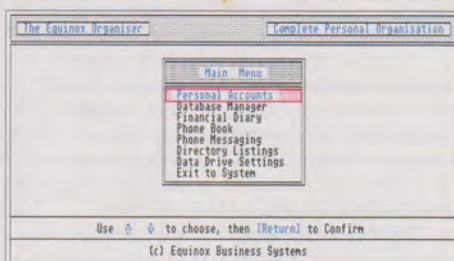 The Equinox Organiser Complete Personal Organisation
Main Menu
Personal Accounts
Database Manager
Financial Diary
Phone Book
Phone Messaging
Directory Listings
Data Drive Settings
Exit to System
Use ⇧ ⇩ to choose, then [Return] to Confirm
(c) Equinox Business Systems